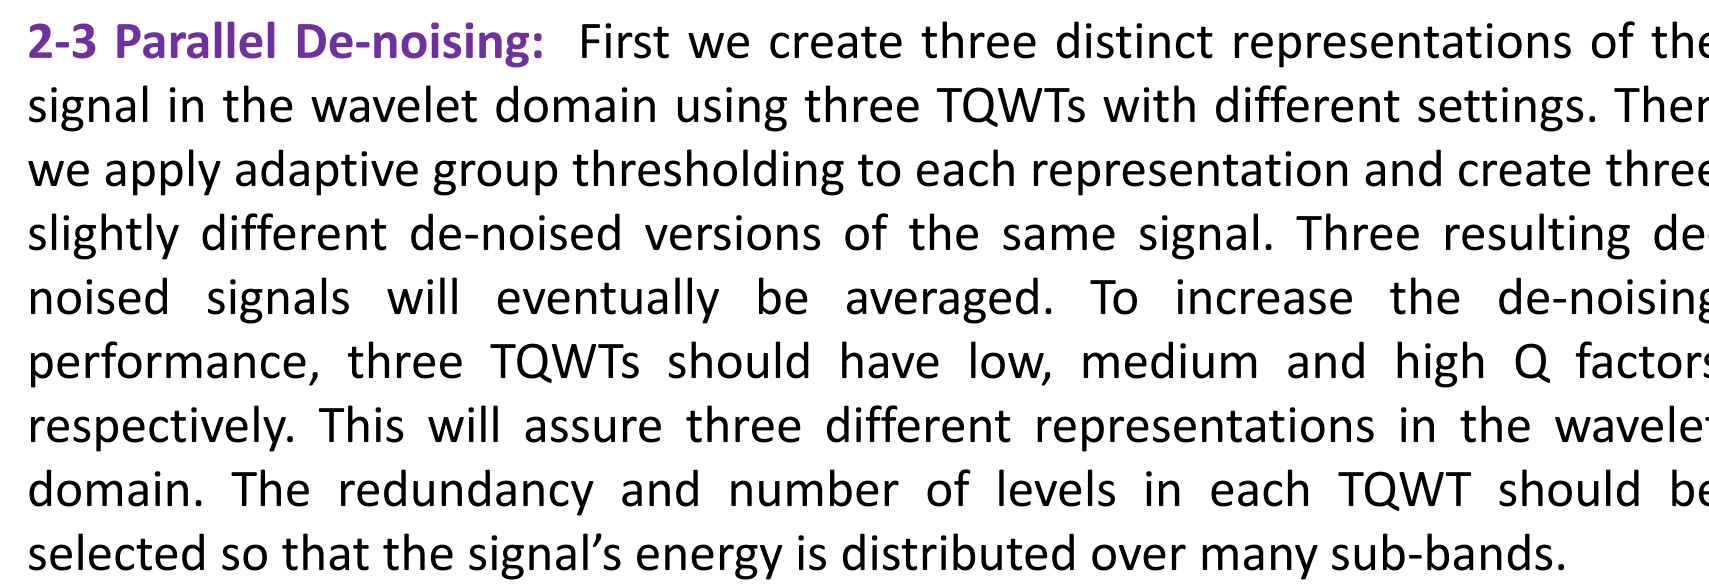 2-3 Parallel De-noising: First we create three distinct representations of the
signal in the wavelet domain using three TQWTs with different settings. Then
we apply adaptive group thresholding to each representation and create three
slightly different de-noised versions of the same signal. Three resulting de-
noised signals will eventually be averaged. To increase the de-noising
performance, three TQWTs should have low, medium and high Q factors
respectively. This will assure three different representations in the wavelet
domain. The redundancy and number of levels in each TQWT should be
selected so that the signal’s energy is distributed over many sub-bands.